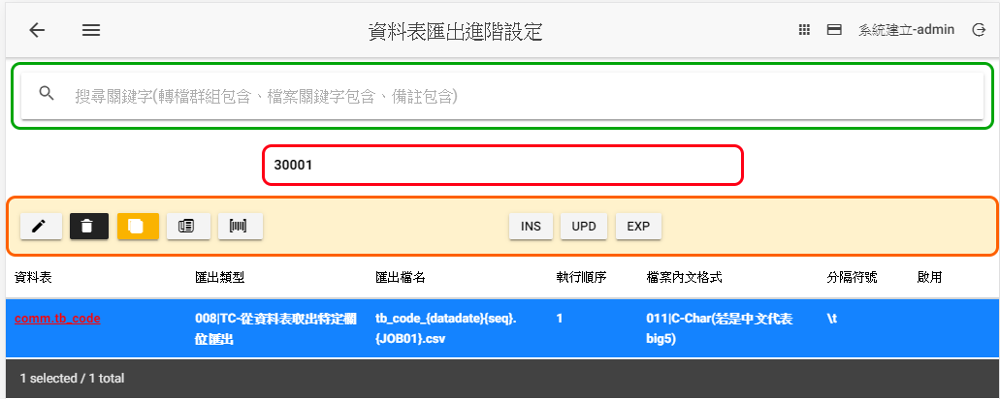 資料表匯出進階設定
系統建立-admin
搜尋關鍵字(轉檔群組包含、檔案關鍵字包含、備註包含)
30001
INS UPD EXP
資料表 匯出類型 匯出檔名 執行順序 檔案內文格式 分隔符號 啟用
comm.tb_code 008|TC-從資料表取出特定欄 tb_code_{datadate}{seq}. 1 011|C-Char(若是中文代表 \t
位匯出 {JOB01}.csv big5)
1 selected / 1 total